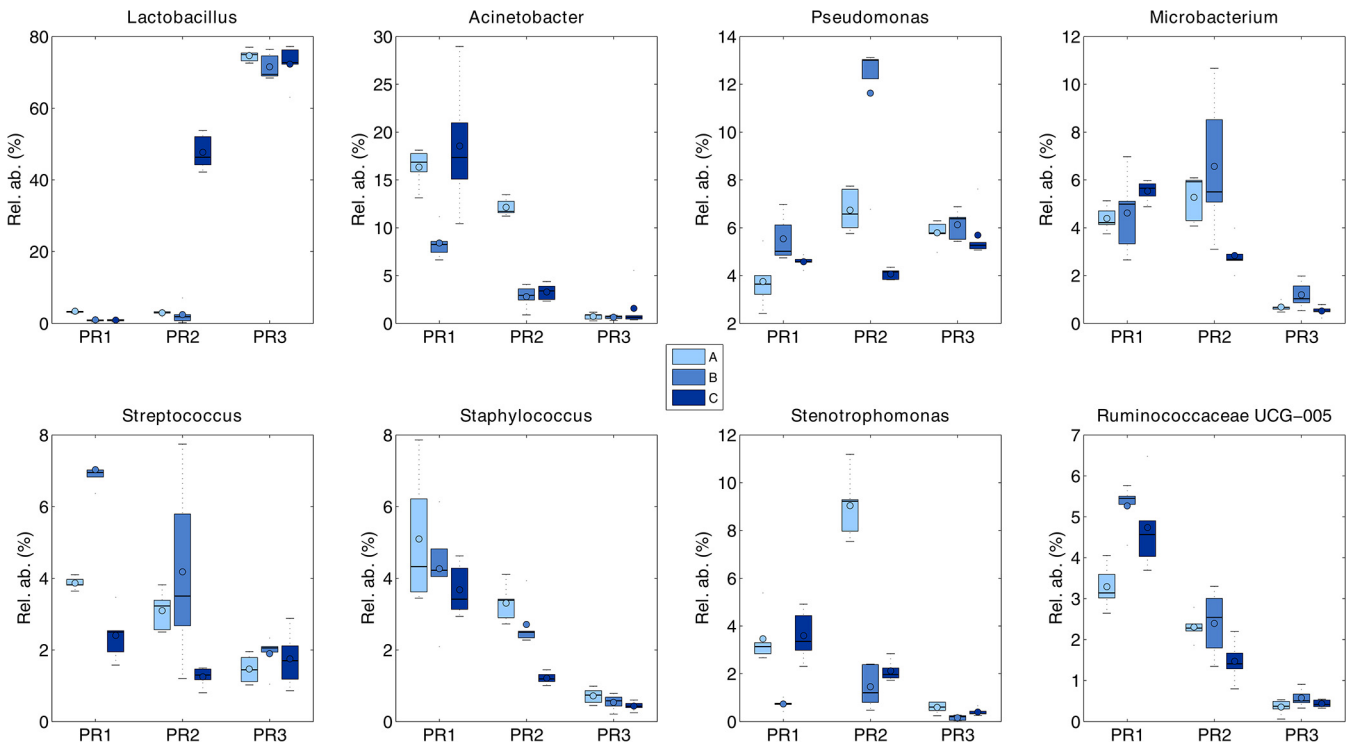 Lactobacillus
Acinetobacter
Pseudomonas
Microbacterium
Rel. ab. (%)
80
60
40
20
0
PR1 PR2 PR3
Rel. ab. (%)
30
25
20
15
10
5
0
PR1 PR2 PR3
Rel. ab. (%)
14
12
10
8
6
4
2
PR1 PR2 PR3
Rel. ab. (%)
12
10
8
6
4
2
0
PR1 PR2 PR3
A
B
C
Streptococcus
Staphylococcus
Stenotrophomonas
Ruminococcaceae UCG-005
Rel. ab. (%)
8
6
4
2
0
PR1 PR2 PR3
Rel. ab. (%)
8
6
4
2
0
PR1 PR2 PR3
Rel. ab. (%)
12
10
8
6
4
2
0
PR1 PR2 PR3
Rel. ab. (%)
7
6
5
4
3
2
1
0
PR1 PR2 PR3